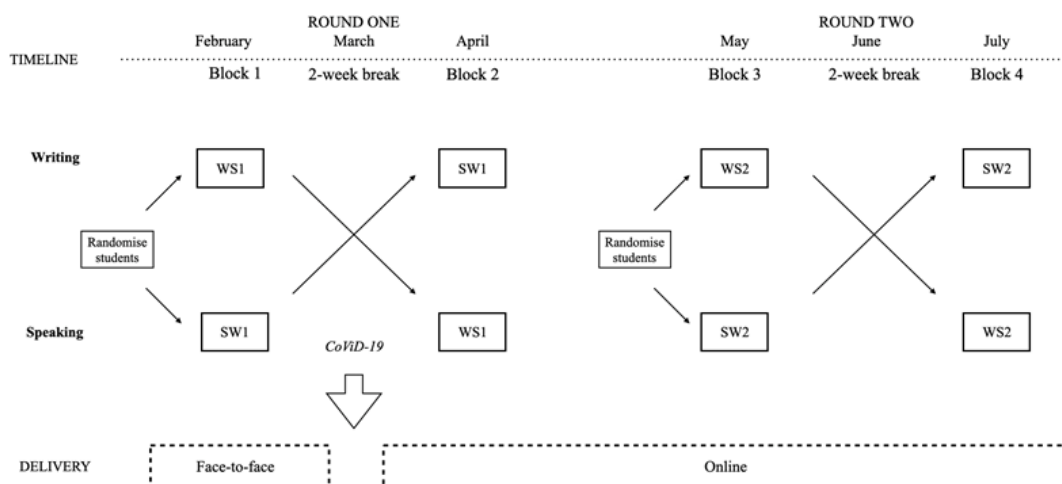 ROUND ONE ROUND TWO
February March April May June July
TIMELINE
Block 1 2-week break Block 2 Block 3 2-week break Block 4
Writing
WS1 SW1 WS2 SW2
Randomise
students
Randomise
students
Speaking
SW1 WS1 SW2 WS2
CoViD-19
DELIVERY Face-to-face Online